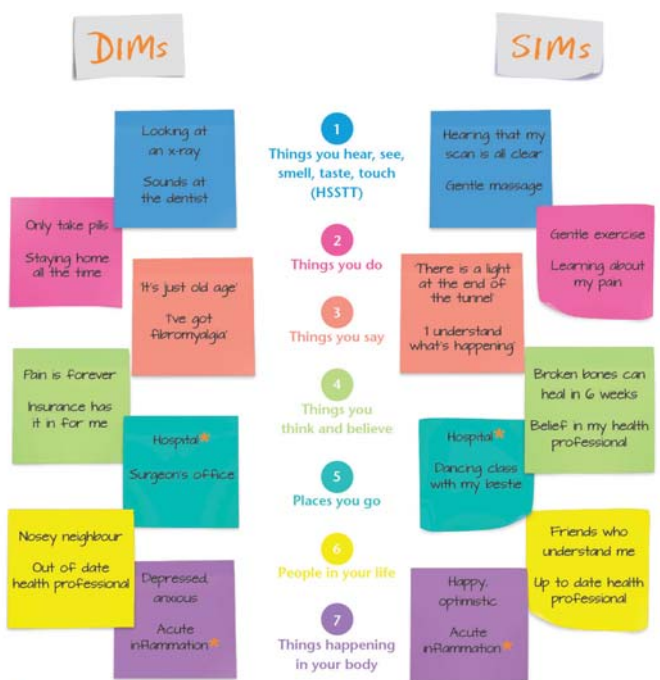 DIMs
SIMs
Looking at
an x-ray
Sounds at
the dentist
1
Things you hear, see,
smell, taste, touch
(HSSTT)
Hearing that my
scan is all clear
Gentle massage
Only take pills
Staying home
all the time
2
Things you do
Gentle exercise
Learning about
my pain
'It's just old age'
'I've got
fibromyalgia'
3
Things you say
'There is a light
at the end of
the tunnel'
'I understand
what's happening'
Pain is forever
Insurance has
it in for me
4
Things you
think and believe
Broken bones can
heal in 6 weeks
Belief in my health
professional
Hospital*
Surgeon's office
5
Places you go
Hospital*
Dancing class
with my bestie
Nosey neighbour
Out of date
health professional
6
People in your life
Friends who
understand me
Up to date health
professional
Depressed,
anxious
Acute
inflammation*
7
Things happening
in your body
Happy,
optimistic
Acute
inflammation*